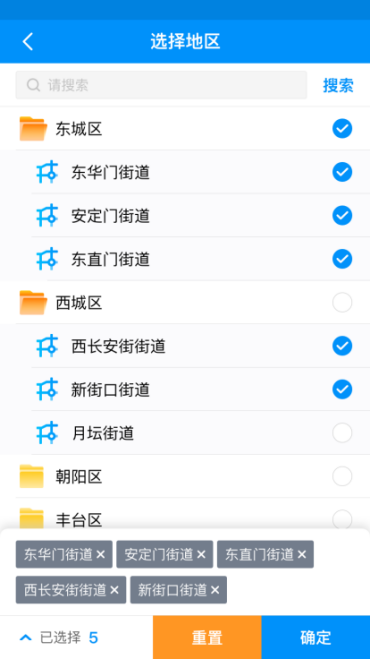 选择地区
请搜索 搜索
东城区
东华门街道
安定门街道
东直门街道
西城区
西长安街街道
新街口街道
月坛街道
朝阳区
丰台区
东华门街道× 安定门街道× 东直门街道×
西长安街街道× 新街口街道×
已选择 5 重置 确定